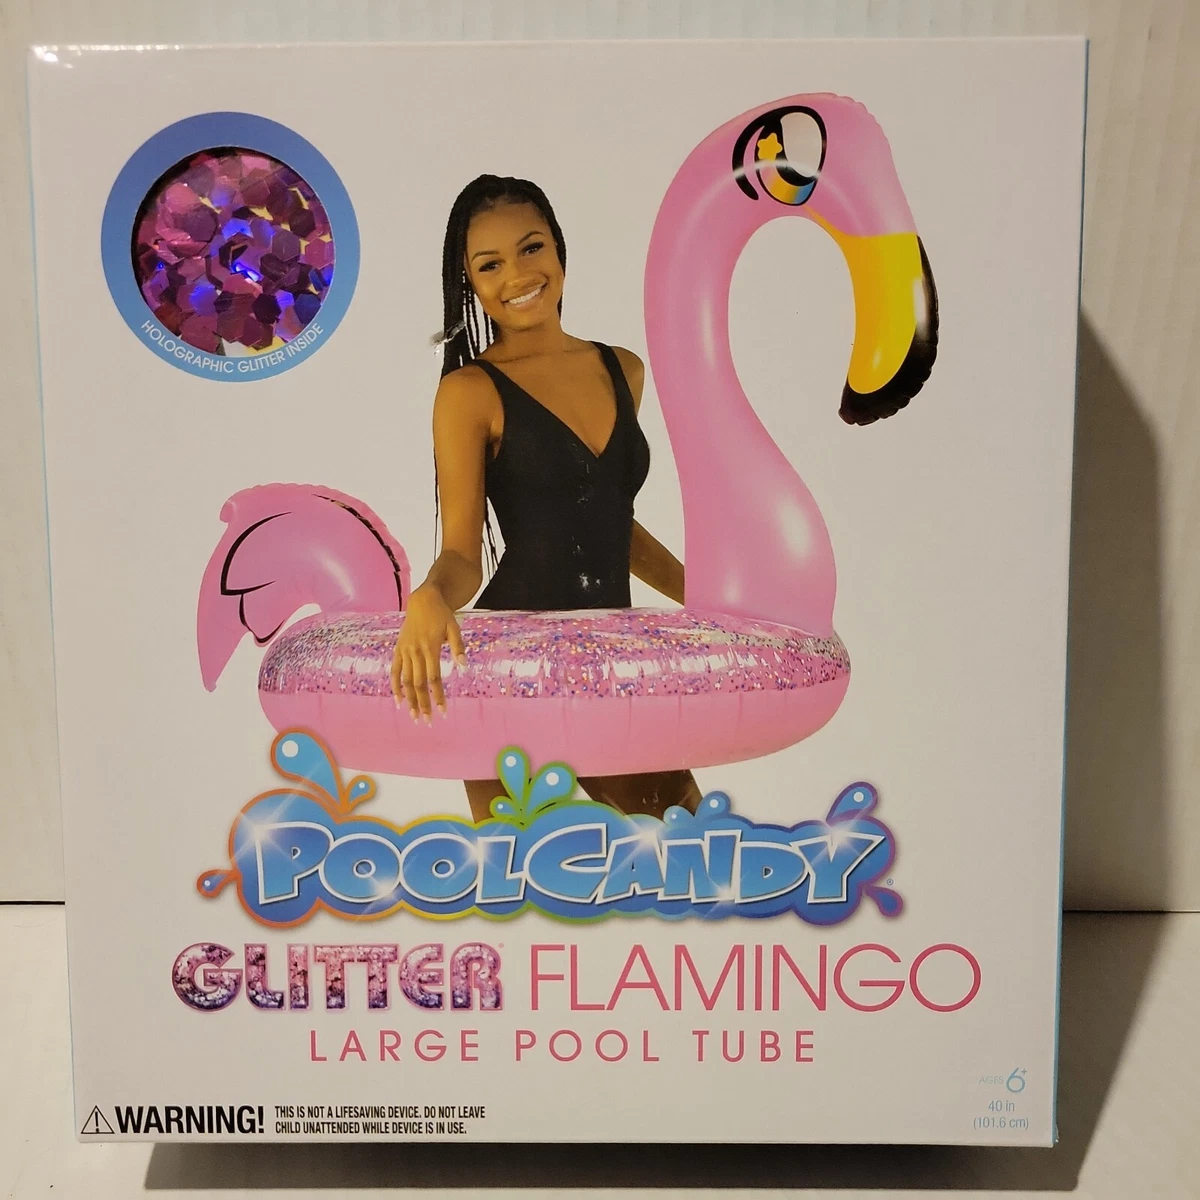 HOLOGRAPHIC GLITTER INSIDE
POOLCANDY®
GLITTER FLAMINGO
LARGE POOL TUBE
AGES 6+
40 in
(101.6 cm)
WARNING! THIS IS NOT A LIFESAVING DEVICE. DO NOT LEAVE
CHILD UNATTENDED WHILE DEVICE IS IN USE.